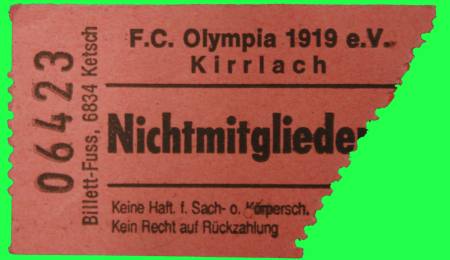 F.C. Olympia 1919 e.V.
Kirrlach
Nichtmitglieder
Keine Haft. f. Sach- o. Körpersch.
Kein Recht auf Rückzahlung
06423
Billett-Fuss, 6834 Ketsch